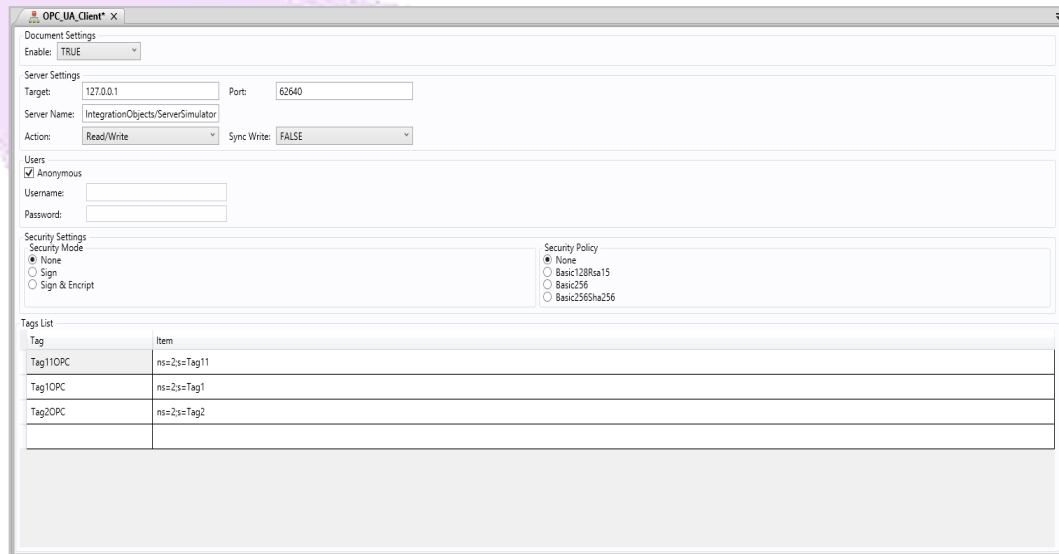 OPC_UA_Client* X
Document Settings
Enable: TRUE
Server Settings
Target: 127.0.0.1 Port: 62640
Server Name: IntegrationObjects/ServerSimulator
Action: Read/Write Sync Write: FALSE
Users
Anonymous
Username:
Password:
Security Settings
Security Mode
None
Sign
Sign & Encript
Security Policy
None
Basic128Rsa15
Basic256
Basic256Sha256
Tags List
Tag Item
Tag11OPC ns=2;s=Tag11
Tag1OPC ns=2;s=Tag1
Tag2OPC ns=2;s=Tag2